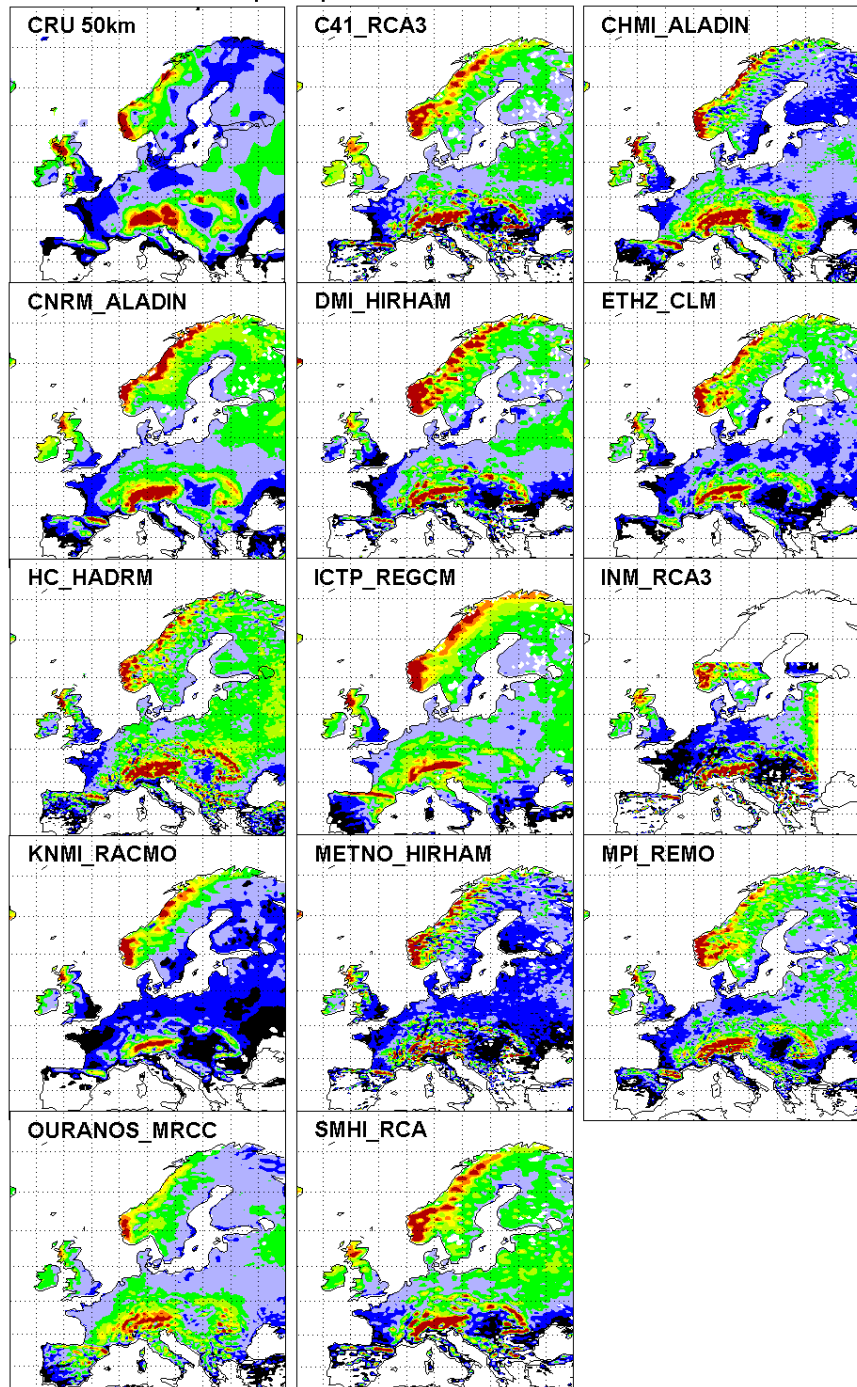 CRU 50km
C41_RCA3
CHMI_ALADIN
CNRM_ALADIN
DMI_HIRHAM
ETHZ_CLM
HC_HADRM
ICTP_REGCM
INM_RCA3
KNMI_RACMO
METNO_HIRHAM
MPI_REMO
OURANOS_MRCC
SMHI_RCA